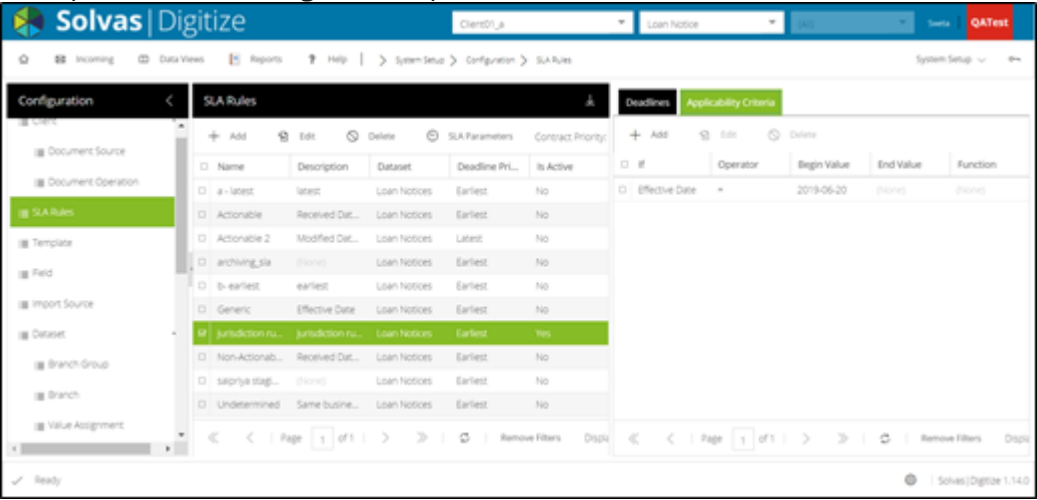 Solvas | Digitize Client01_a Loan Notice (All) Sweta QATest
Incoming Data Views Reports ? Help System Setup > Configuration > SLA Rules System Setup
Configuration SLA Rules Deadlines Applicability Criteria
Client
Document Source
Document Operation
SLA Rules
Template
Field
Import Source
Dataset
Branch Group
Branch
Value Assignment
+ Add Edit Delete SLA Parameters Contract Priority:
Name Description Dataset Deadline Pri... Is Active
a - latest latest Loan Notices Earliest No
Actionable Received Dat... Loan Notices Earliest No
Actionable 2 Modified Dat... Loan Notices Latest No
archiving_sla (None) Loan Notices Earliest No
b- earliest earliest Loan Notices Earliest No
Generic Effective Date Loan Notices Earliest No
jurisdiction ru... jurisdiction ru... Loan Notices Earliest Yes
Non-Actionab... Received Dat... Loan Notices Earliest No
saipriya stagi... (None) Loan Notices Earliest No
Undetermined Same busine... Loan Notices Earliest No
Page 1 of 1 Remove Filters Displa
+ Add Edit Delete
If Operator Begin Value End Value Function
Effective Date = 2019-06-20 (None) (None)
Page 1 of 1 Remove Filters Displa
Ready Solvas|Digitize 1.14.0